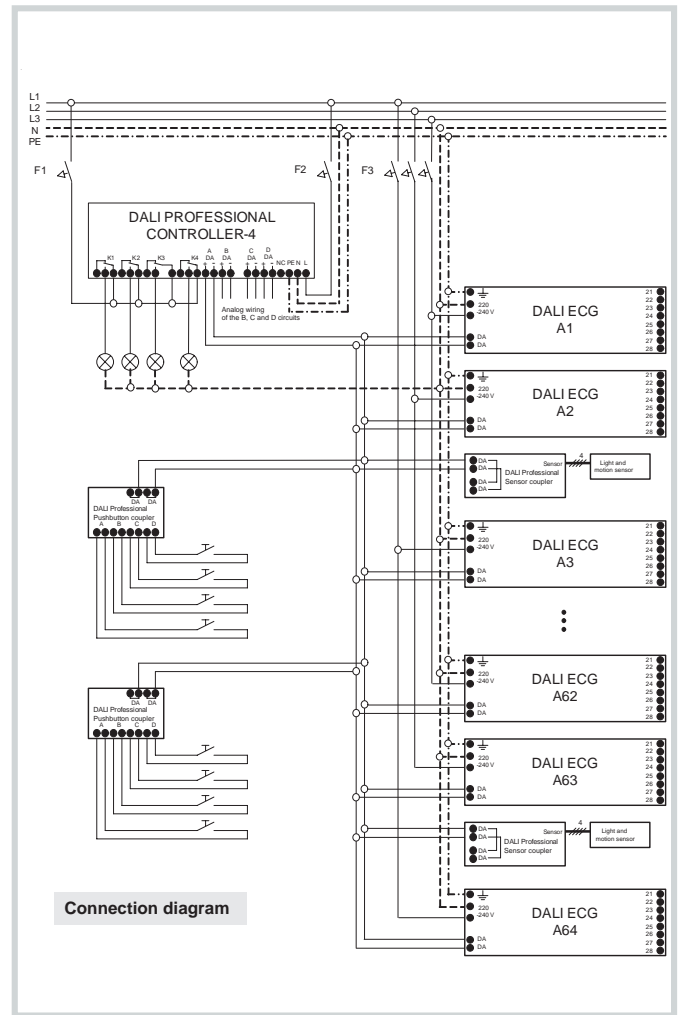 L1
L2
L3
N
PE
F1
F2
F3
DALI PROFESSIONAL
CONTROLLER-4
K1 K2 K3 K4
A B C D
DA DA DA DA
+ - + - + - + -
NC PE N L
Analog wiring
of the B, C and D circuits
DALI ECG
A1
220
-240 V
DA
DA
21
22
23
24
25
26
27
28
DALI ECG
A2
220
-240 V
DA
DA
21
22
23
24
25
26
27
28
DA
DA
DA
DA
Sensor
DALI Professional
Sensor coupler
4
Light and
motion sensor
DA DA
DALI Professional
Pushbutton coupler
A B C D
DALI ECG
A3
220
-240 V
DA
DA
21
22
23
24
25
26
27
28
DALI ECG
A62
220
-240 V
DA
DA
21
22
23
24
25
26
27
28
DA DA
DALI Professional
Pushbutton coupler
A B C D
DALI ECG
A63
220
-240 V
DA
DA
21
22
23
24
25
26
27
28
DA
DA
DA
DA
Sensor
DALI Professional
Sensor coupler
4
Light and
motion sensor
DALI ECG
A64
220
-240 V
DA
DA
21
22
23
24
25
26
27
28
Connection diagram